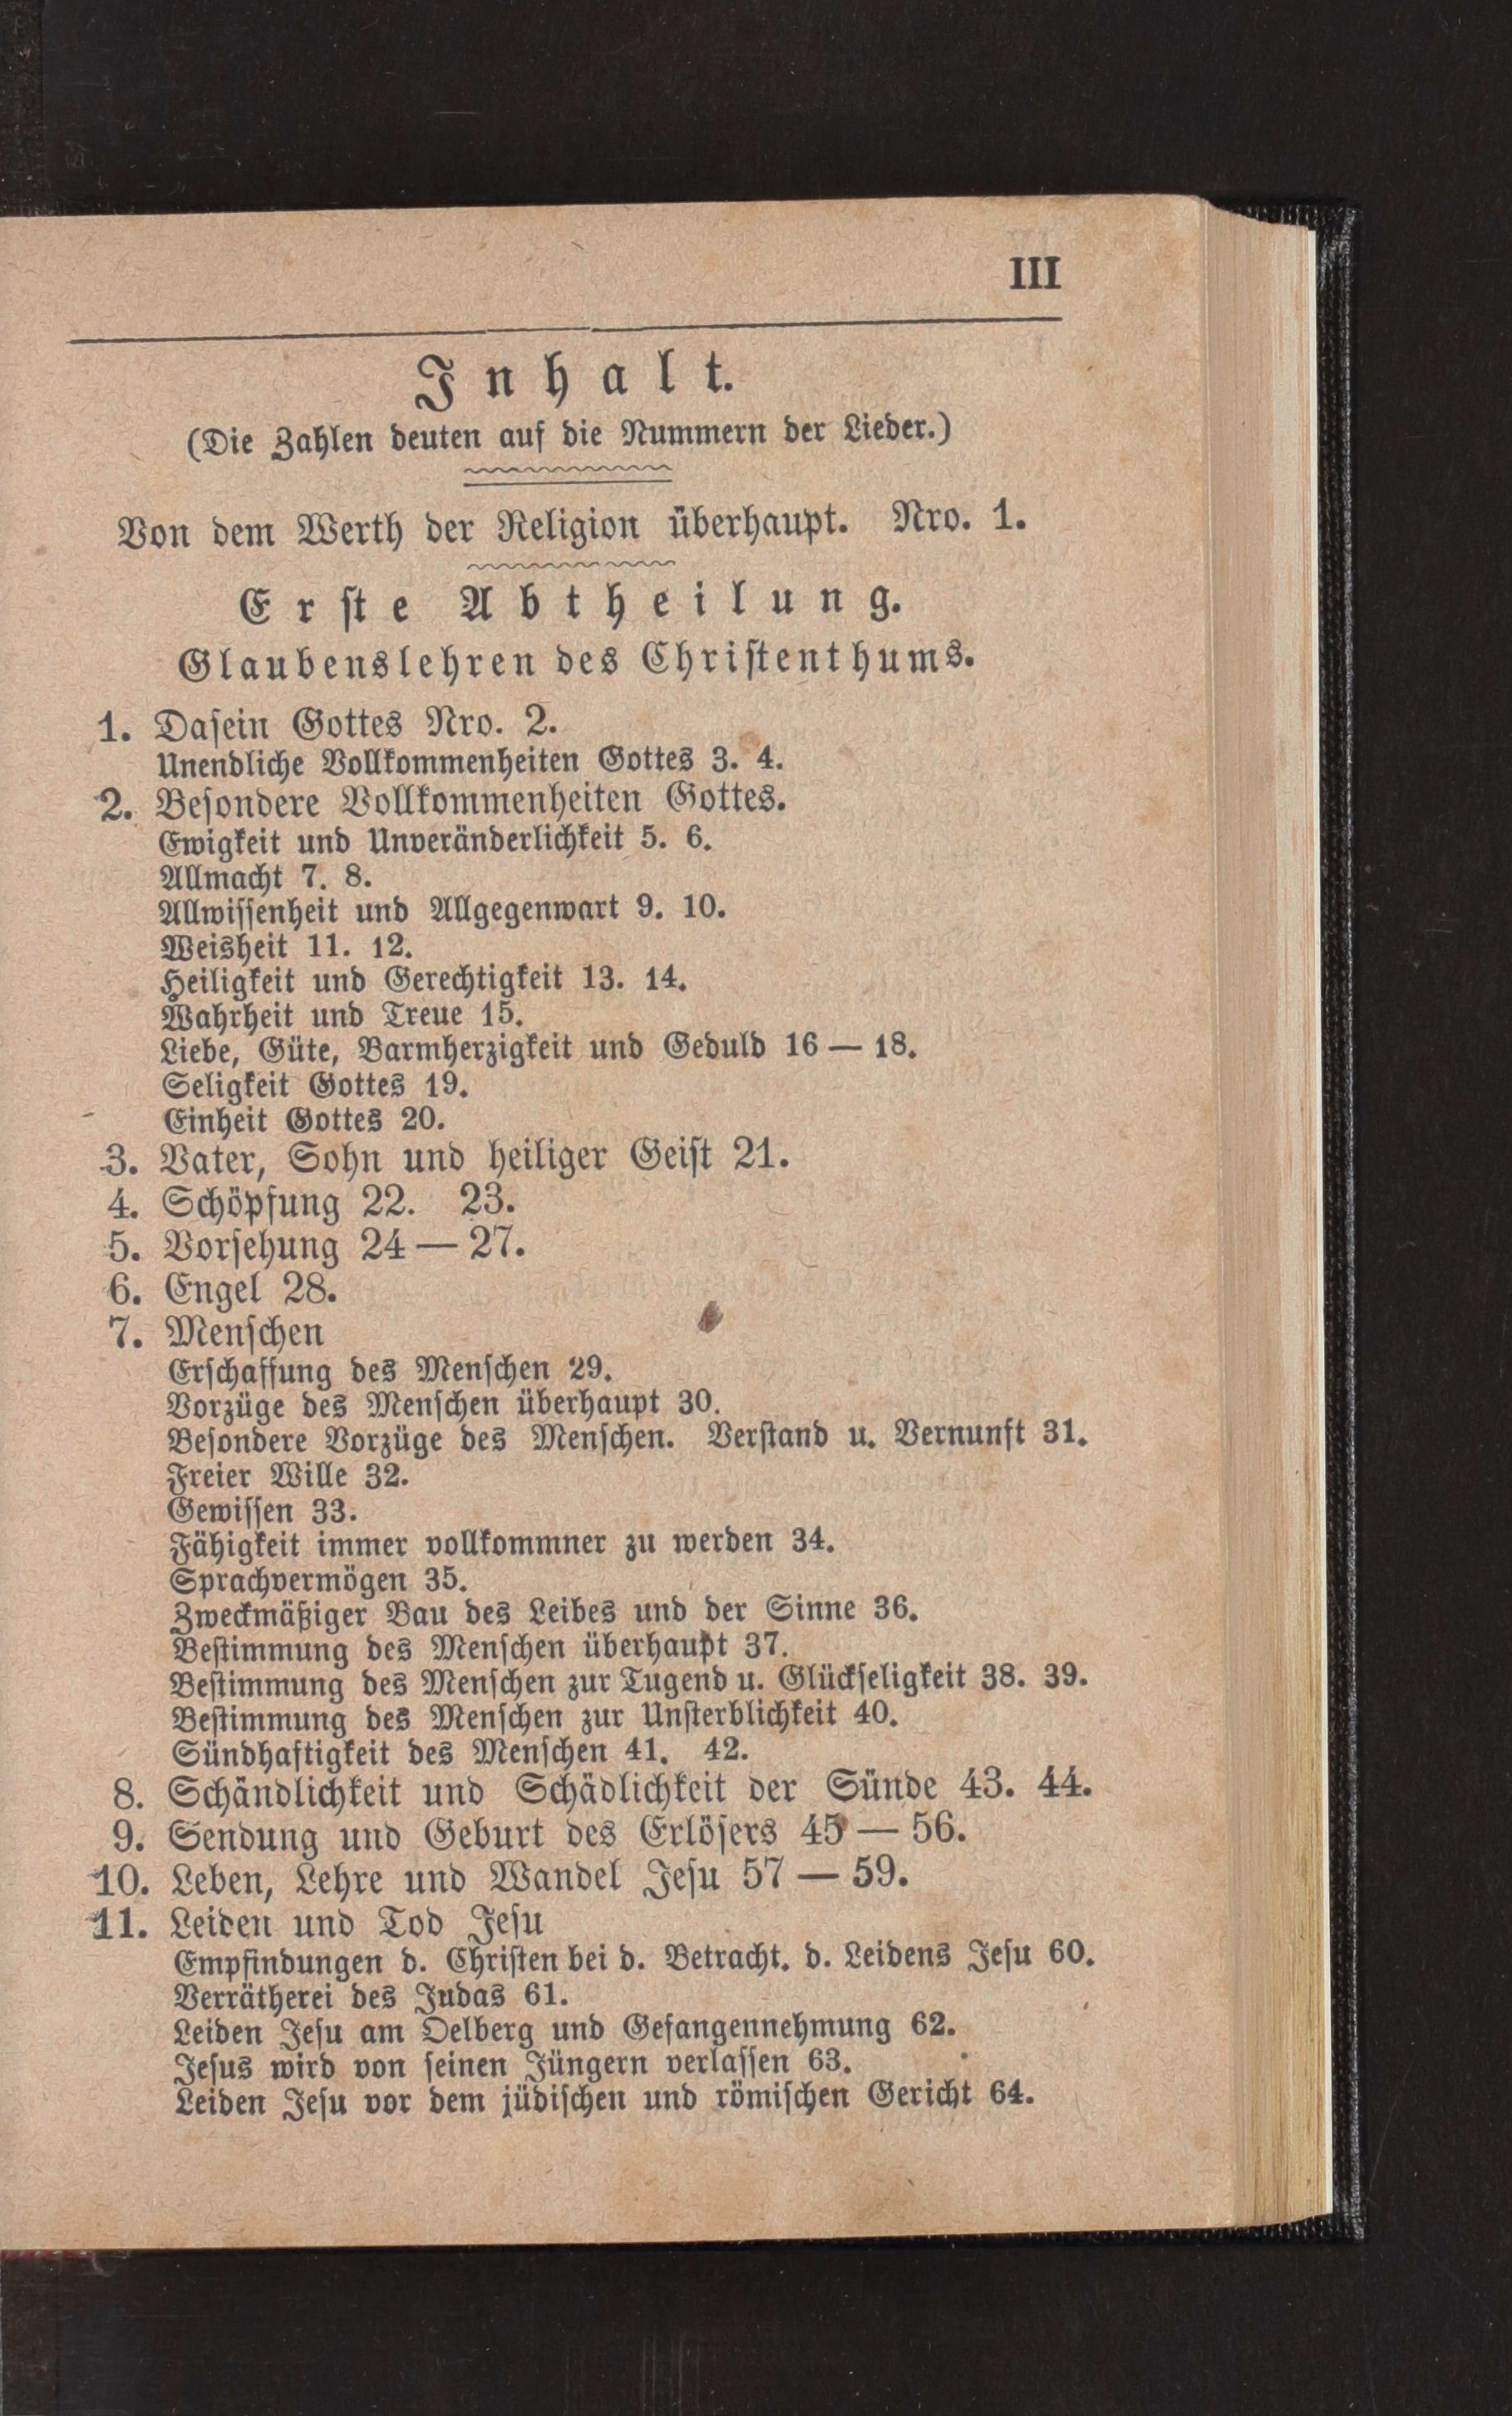 III
Inhalt.
(Die Zahlen deuten auf die Nummern der Lieder.)
Von dem Werth der Religion überhaupt. Nro. 1.
Erste Abtheilung.
Glaubenslehren des Christenthums.
1. Dasein Gottes Nro. 2.
Unendliche Vollkommenheiten Gottes 3. 4.
2. Besondere Vollkommenheiten Gottes.
Ewigkeit und Unveränderlichkeit 5. 6.
Allmacht 7. 8.
Allwissenheit und Allgegenwart 9. 10.
Weisheit 11. 12.
Heiligkeit und Gerechtigkeit 13. 14.
Wahrheit und Treue 15.
Liebe, Güte, Barmherzigkeit und Geduld 16 — 18.
Seligkeit Gottes 19.
Einheit Gottes 20.
3. Vater, Sohn und heiliger Geist 21.
4. Schöpfung 22. 23.
5. Vorsehung 24 — 27.
6. Engel 28.
7. Menschen
Erschaffung des Menschen 29.
Vorzüge des Menschen überhaupt 30.
Besondere Vorzüge des Menschen. Verstand u. Vernunft 31.
Freier Wille 32.
Gewissen 33.
Fähigkeit immer vollkommner zu werden 34.
Sprachvermögen 35.
Zweckmäßiger Bau des Leibes und der Sinne 36.
Bestimmung des Menschen überhaupt 37.
Bestimmung des Menschen zur Tugend u. Glückseligkeit 38. 39.
Bestimmung des Menschen zur Unsterblichkeit 40.
Sündhaftigkeit des Menschen 41. 42.
8. Schändlichkeit und Schädlichkeit der Sünde 43. 44.
9. Sendung und Geburt des Erlösers 45 — 56.
10. Leben, Lehre und Wandel Jesu 57 — 59.
11. Leiden und Tod Jesu
Empfindungen d. Christen bei d. Betracht. d. Leidens Jesu 60.
Verrätherei des Judas 61.
Leiden Jesu am Oelberg und Gefangennehmung 62.
Jesus wird von seinen Jüngern verlassen 63.
Leiden Jesu vor dem jüdischen und römischen Gericht 64.